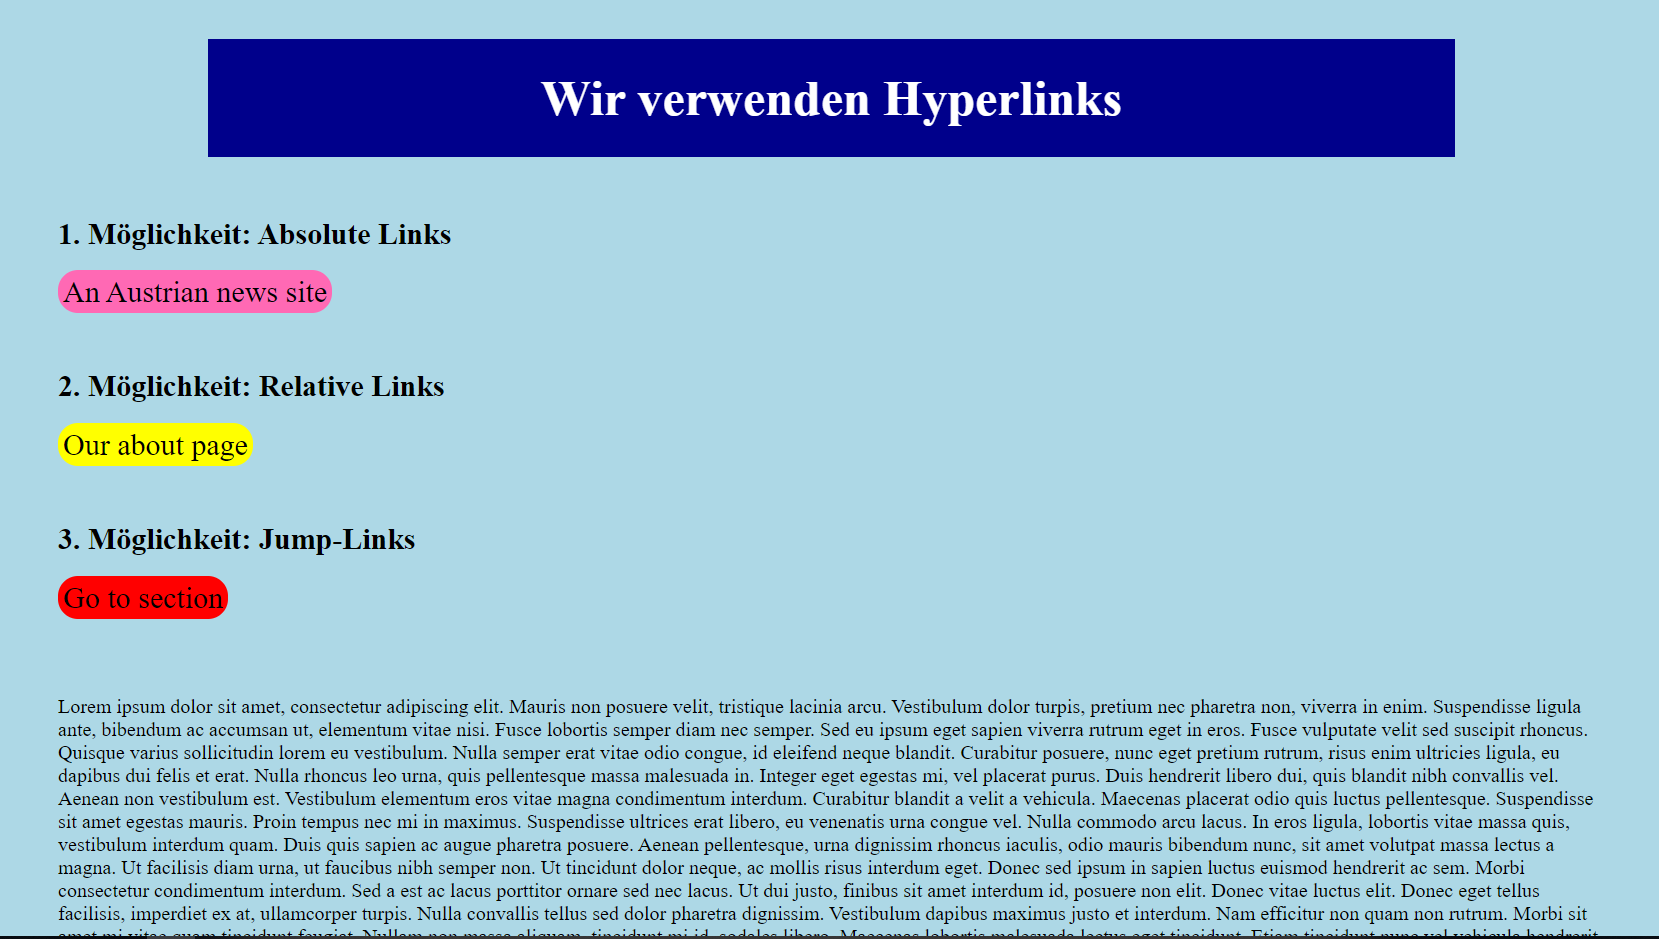 Wir verwenden Hyperlinks
1. Möglichkeit: Absolute Links
An Austrian news site
2. Möglichkeit: Relative Links
Our about page
3. Möglichkeit: Jump-Links
Go to section
Lorem ipsum dolor sit amet, consectetur adipiscing elit. Mauris non posuere velit, tristique lacinia arcu. Vestibulum dolor turpis, pretium nec pharetra non, viverra in enim. Suspendisse ligula
ante, bibendum ac accumsan ut, elementum vitae nisi. Fusce lobortis semper diam nec semper. Sed eu ipsum eget sapien viverra rutrum eget in eros. Fusce vulputate velit sed suscipit rhoncus.
Quisque varius sollicitudin lorem eu vestibulum. Nulla semper erat vitae odio congue, id eleifend neque blandit. Curabitur posuere, nunc eget pretium rutrum, risus enim ultricies ligula, eu
dapibus dui felis et erat. Nulla rhoncus leo urna, quis pellentesque massa malesuada in. Integer eget egestas mi, vel placerat purus. Duis hendrerit libero dui, quis blandit nibh convallis vel.
Aenean non vestibulum est. Vestibulum elementum eros vitae magna condimentum interdum. Curabitur blandit a velit a vehicula. Maecenas placerat odio quis luctus pellentesque. Suspendisse
sit amet egestas mauris. Proin tempus nec mi in maximus. Suspendisse ultrices erat libero, eu venenatis urna congue vel. Nulla commodo arcu lacus. In eros ligula, lobortis vitae massa quis,
vestibulum interdum quam. Duis quis sapien ac augue pharetra posuere. Aenean pellentesque, urna dignissim rhoncus iaculis, odio mauris bibendum nunc, sit amet volutpat massa lectus a
magna. Ut facilisis diam urna, ut faucibus nibh semper non. Ut tincidunt dolor neque, ac mollis risus interdum eget. Donec sed ipsum in sapien luctus euismod hendrerit ac sem. Morbi
consectetur condimentum interdum. Sed a est ac lacus porttitor ornare sed nec lacus. Ut dui justo, finibus sit amet interdum id, posuere non elit. Donec vitae luctus elit. Donec eget tellus
facilisis, imperdiet ex at, ullamcorper turpis. Nulla convallis tellus sed dolor pharetra dignissim. Vestibulum dapibus maximus justo et interdum. Nam efficitur non quam non rutrum. Morbi sit